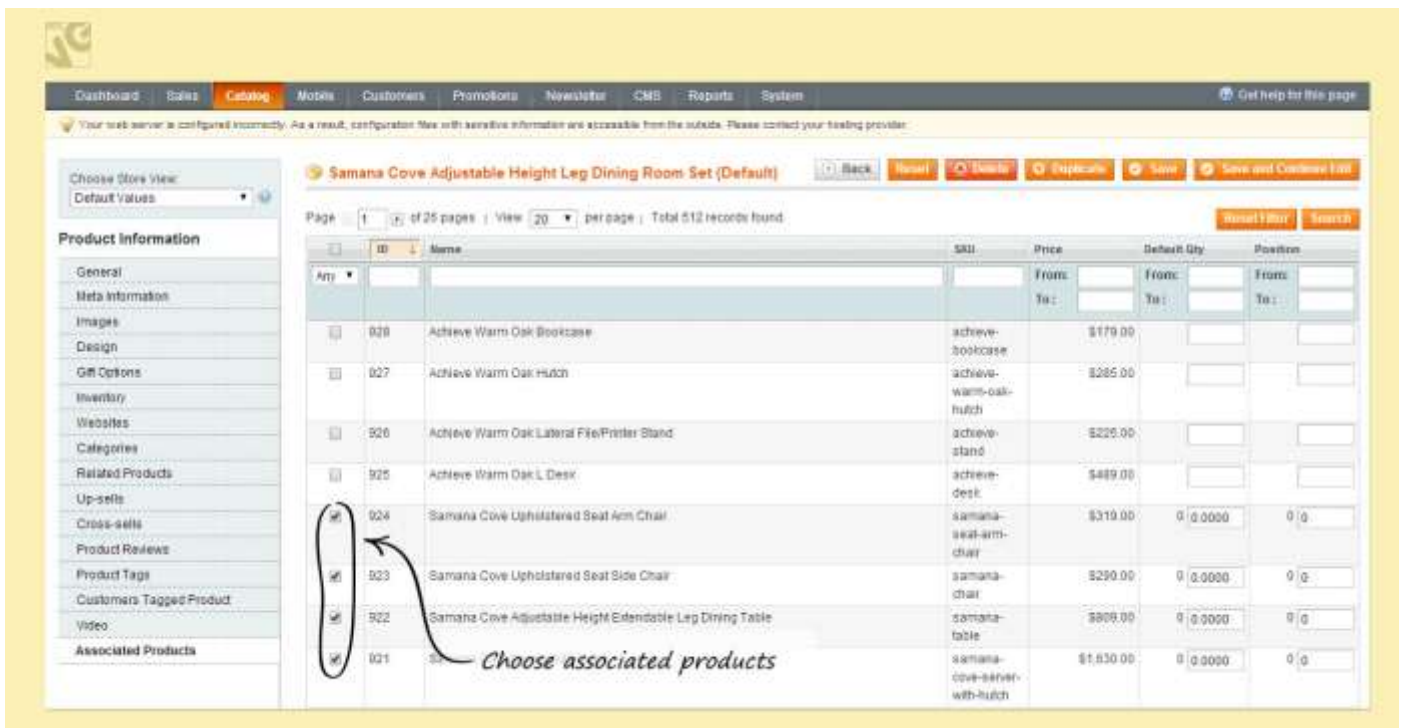 Dashboard Sales Catalog Mobile Customers Promotions Newsletter CMS Reports System Get help for this page
Your web server is configured incorrectly. As a result, configuration files with sensitive information are accessible from the outside. Please contact your hosting provider.
Choose Store View:
Default Values
Product Information
General
Meta Information
Images
Design
Gift Options
Inventory
Websites
Categories
Related Products
Up-sells
Cross-sells
Product Reviews
Product Tags
Customers Tagged Product
Video
Associated Products
Samana Cove Adjustable Height Leg Dining Room Set (Default) Back Reset Delete Duplicate Save Save and Continue Edit
Page 1 of 26 pages | View 20 per page | Total 512 records found
Reset Filter Search
ID Name SKU Price Default Qty Position
Any From: From: From:
To : To : To :
928 Achieve Warm Oak Bookcase achieve- $179.00
bookcase
927 Achieve Warm Oak Hutch achieve- $285.00
warm-oak-
hutch
926 Achieve Warm Oak Lateral File/Printer Stand achieve- $225.00
stand
925 Achieve Warm Oak L Desk achieve- $489.00
desk
924 Samana Cove Upholstered Seat Arm Chair samana- $319.00 0 0.0000 0 0
seat-arm-
chair
923 Samana Cove Upholstered Seat Side Chair samana- $290.00 0 0.0000 0 0
chair
922 Samana Cove Adjustable Height Extendable Leg Dining Table samana- $809.00 0 0.0000 0 0
table
921 Choose associated products samana- $1,630.00 0 0.0000 0 0
cove-server-
with-hutch